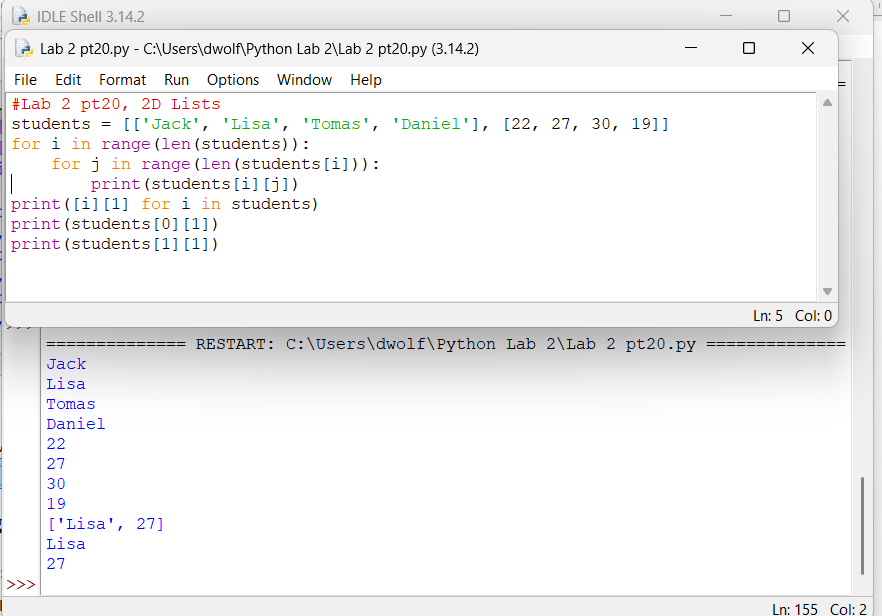 IDLE Shell 3.14.2
Lab 2 pt20.py - C:\Users\dwolf\Python Lab 2\Lab 2 pt20.py (3.14.2)
File Edit Format Run Options Window Help
#Lab 2 pt20, 2D Lists
students = [['Jack', 'Lisa', 'Tomas', 'Daniel'], [22, 27, 30, 19]]
for i in range(len(students)):
    for j in range(len(students[i])):
        print(students[i][j])
print([i][1] for i in students)
print(students[0][1])
print(students[1][1])
Ln: 5 Col: 0
============== RESTART: C:\Users\dwolf\Python Lab 2\Lab 2 pt20.py ==============
Jack
Lisa
Tomas
Daniel
22
27
30
19
['Lisa', 27]
Lisa
27
>>>
Ln: 155 Col: 2